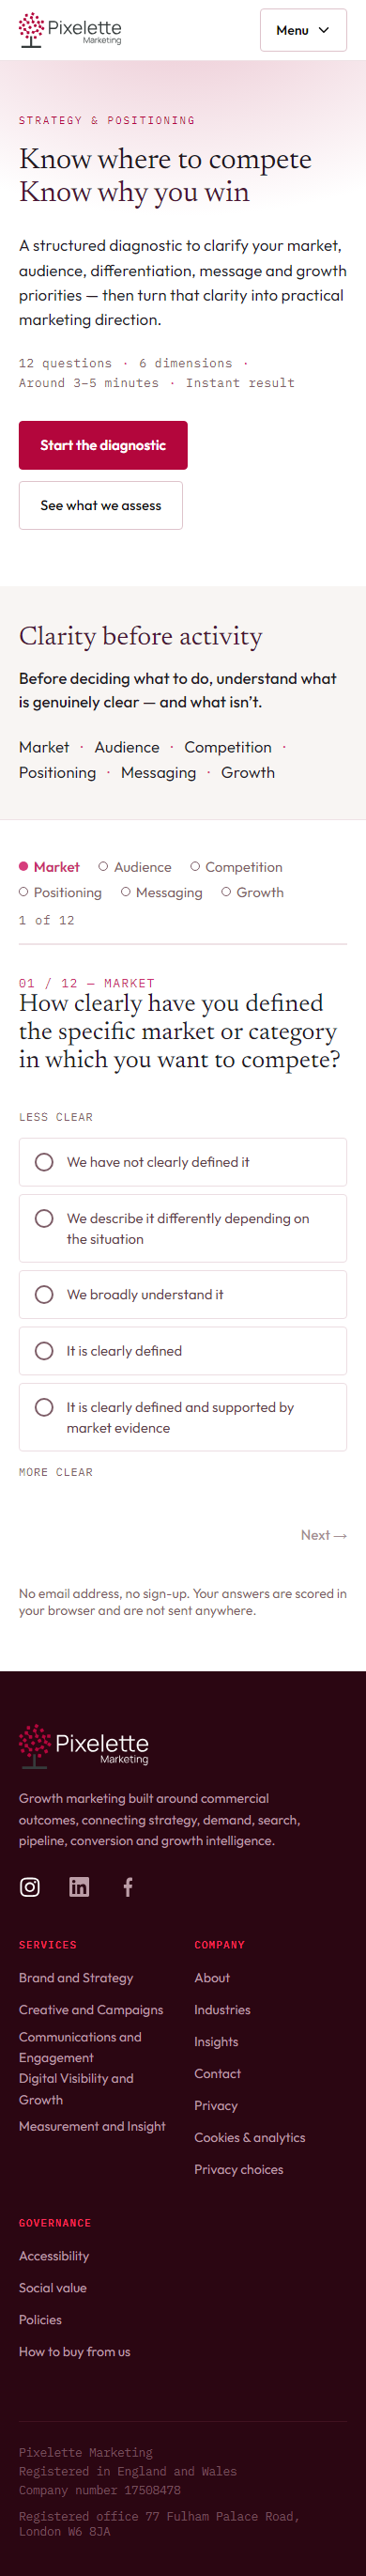 Pixelette
Marketing
Menu
STRATEGY & POSITIONING
Know where to compete
Know why you win
A structured diagnostic to clarify your market,
audience, differentiation, message and growth
priorities — then turn that clarity into practical
marketing direction.
12 questions · 6 dimensions ·
Around 3–5 minutes · Instant result
Start the diagnostic
See what we assess
Clarity before activity
Before deciding what to do, understand what
is genuinely clear — and what isn't.
Market · Audience · Competition ·
Positioning · Messaging · Growth
Market Audience Competition
Positioning Messaging Growth
1 of 12
01 / 12 — MARKET
How clearly have you defined
the specific market or category
in which you want to compete?
LESS CLEAR
We have not clearly defined it
We describe it differently depending on
the situation
We broadly understand it
It is clearly defined
It is clearly defined and supported by
market evidence
MORE CLEAR
Next →
No email address, no sign-up. Your answers are scored in
your browser and are not sent anywhere.
Pixelette
Marketing
Growth marketing built around commercial
outcomes, connecting strategy, demand, search,
pipeline, conversion and growth intelligence.
SERVICES
Brand and Strategy
Creative and Campaigns
Communications and
Engagement
Digital Visibility and
Growth
Measurement and Insight
COMPANY
About
Industries
Insights
Contact
Privacy
Cookies & analytics
Privacy choices
GOVERNANCE
Accessibility
Social value
Policies
How to buy from us
Pixelette Marketing
Registered in England and Wales
Company number 17508478
Registered office 77 Fulham Palace Road,
London W6 8JA